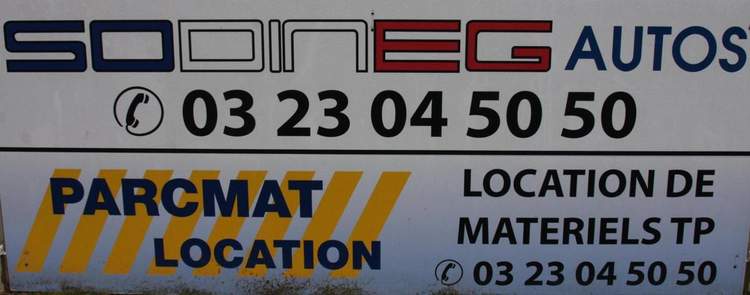 SODINEG AUTOS
03 23 04 50 50
PARCMAT
LOCATION
LOCATION DE
MATERIELS TP
03 23 04 50 50